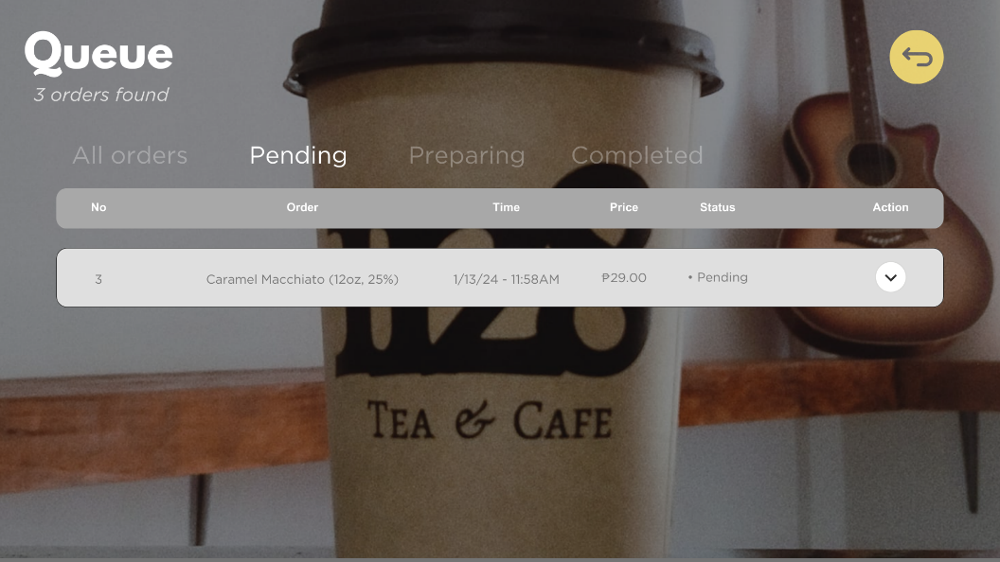 Queue
3 orders found
All orders Pending Preparing Completed
No Order Time Price Status Action
3 Caramel Macchiato (12oz, 25%) 1/13/24 - 11:58AM ₱29.00 • Pending
TEA & CAFE